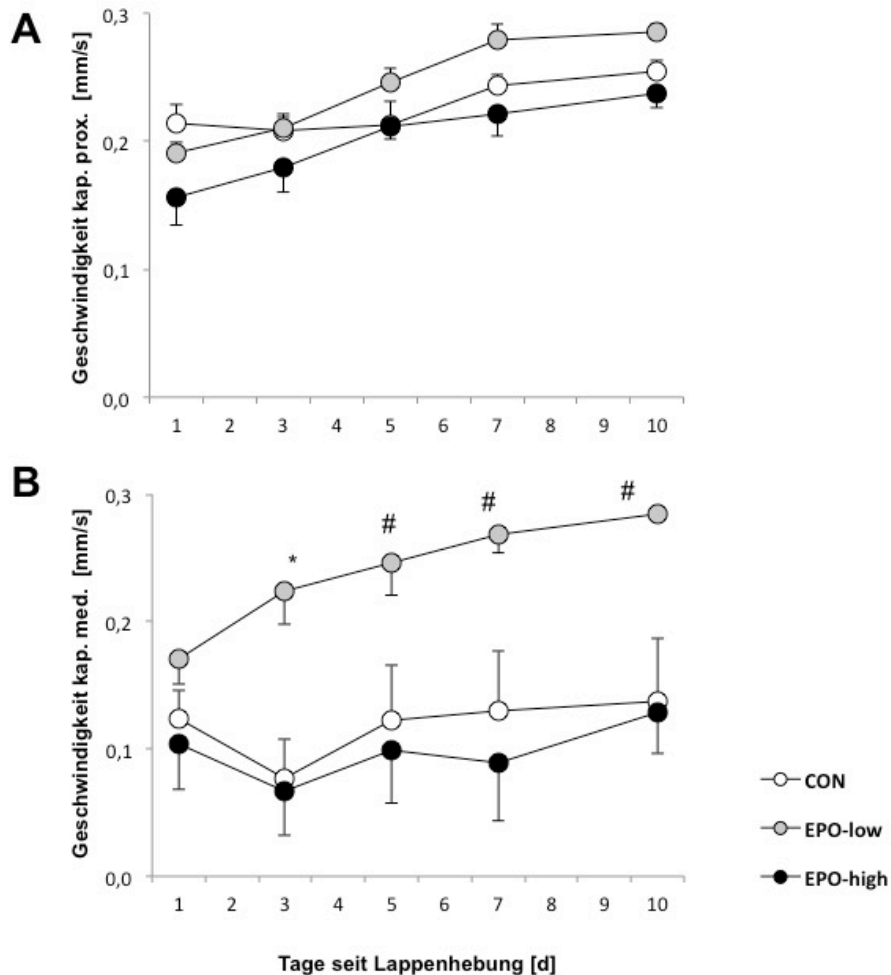 A
Geschwindigkeit kap. prox. [mm/s]
0,3
0,2
0,1
0,0
1 2 3 4 5 6 7 8 9 10
B
Geschwindigkeit kap. med. [mm/s]
0,3
0,2
0,1
0,0
* # # #
1 2 3 4 5 6 7 8 9 10
Tage seit Lappenhebung [d]
CON
EPO-low
EPO-high